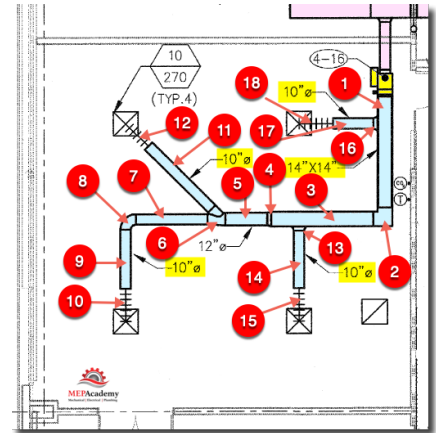 10
270
(TYP.4)
4-16
18
10"ø
1
12
11
17
16
10"ø
14"X14"
8
7
5
4
3
CS
T
6
12"ø
13
2
9
10"ø
14
10"ø
10
15
MEPAcademy
Mechanical | Electrical | Plumbing